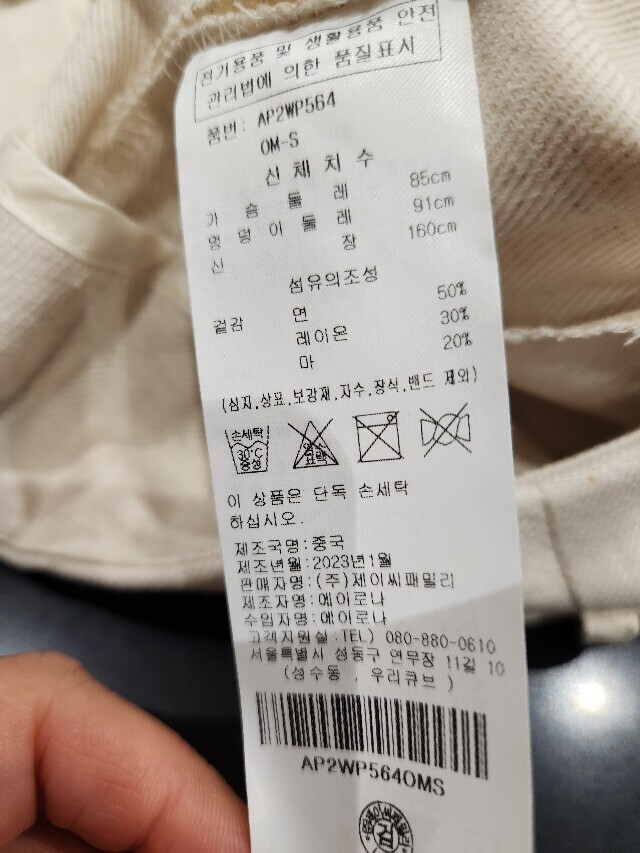 전기용품 및 생활용품 안전
관리법에 의한 품질표시
품번: AP2WP564
OM-S
신체치수
가슴둘레 85cm
엉덩이둘레 91cm
신장 160cm
섬유의조성
겉감 면 50%
레이온 30%
마 20%
(심지,상표,보강재,자수,장식,밴드 제외)
손세탁
30°C
중성
염소
표백
이 상품은 단독 손세탁
하십시오.
제조국명:중국
제조년월:2023년1월
판매자명:(주)제이씨패밀리
제조자명:에이로나
수입자명:에이로나
고객지원실.TEL) 080-880-0610
서울특별시 성동구 연무장 11길 10
(성수동 , 우리큐브 )
AP2WP564OMS
검